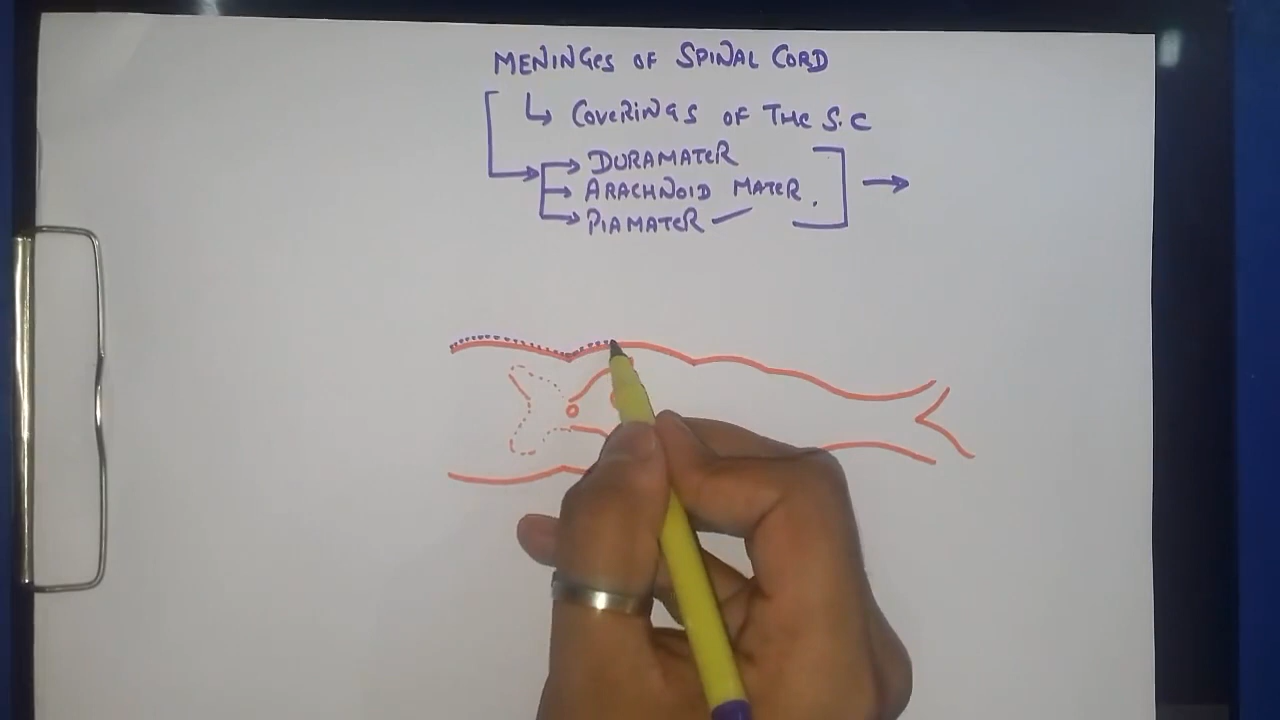 MENINGES OF SPINAL CORD
COVERINGS OF THE S.C
DURAMATER
ARACHNOID MATER.
PIAMATER